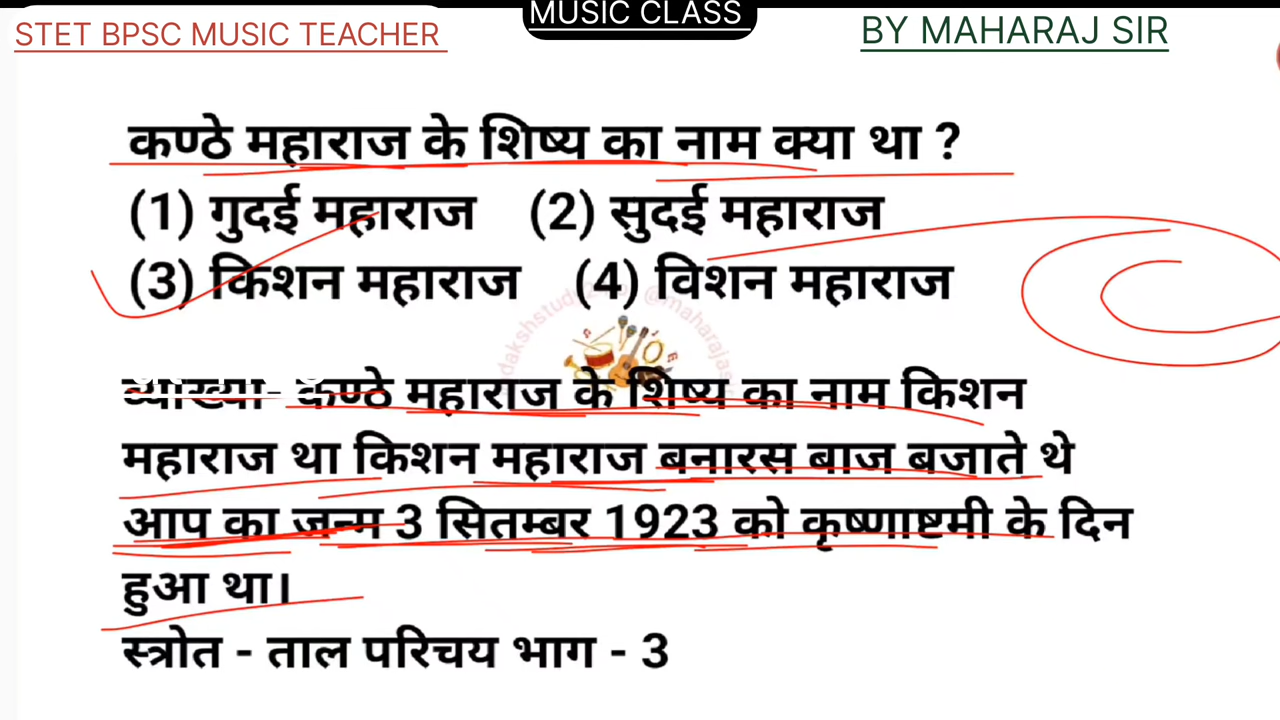 MUSIC CLASS
STET BPSC MUSIC TEACHER
BY MAHARAJ SIR
कण्ठे महाराज के शिष्य का नाम क्या था ?
(1) गुदई महाराज (2) सुदई महाराज
(3) किशन महाराज (4) विशन महाराज
व्याख्या- कण्ठे महाराज के शिष्य का नाम किशन
महाराज था किशन महाराज बनारस बाज बजाते थे
आप का जन्म 3 सितम्बर 1923 को कृष्णाष्टमी के दिन
हुआ था।
स्त्रोत - ताल परिचय भाग - 3